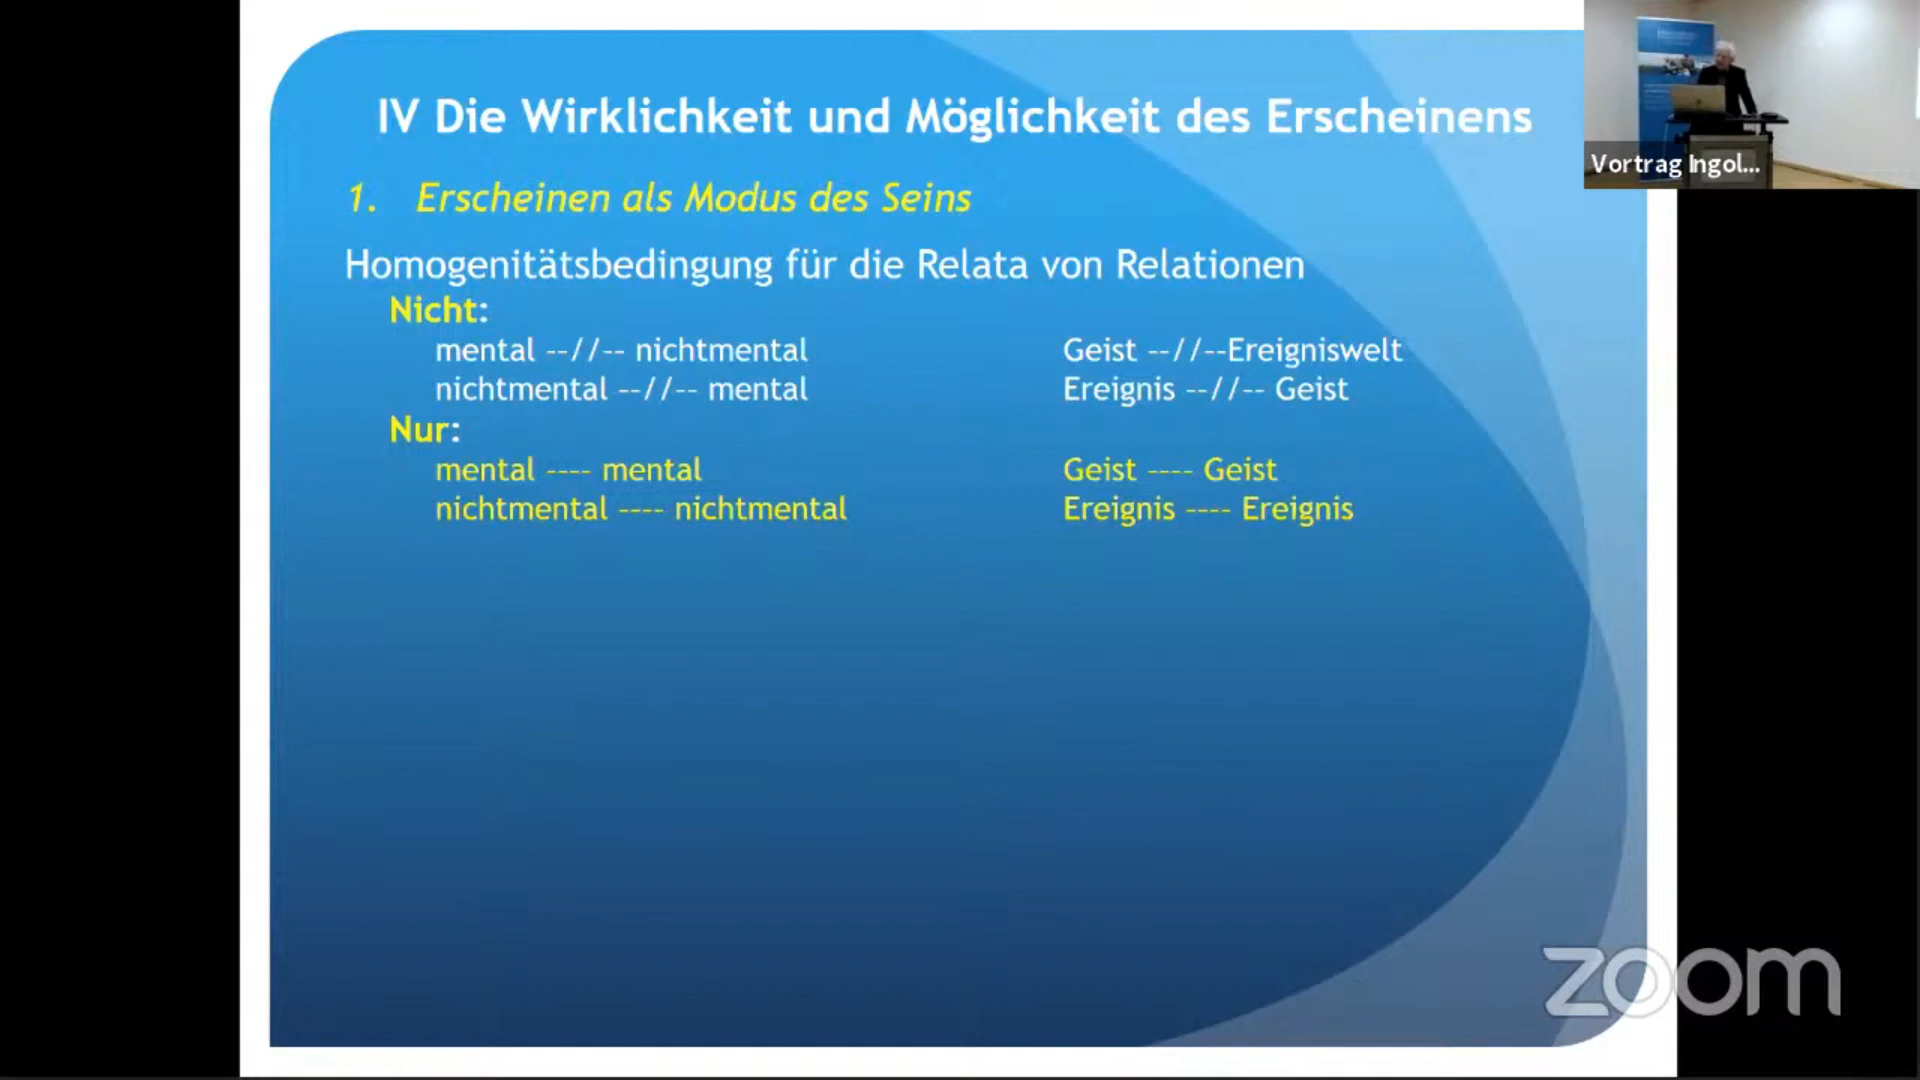 IV Die Wirklichkeit und Möglichkeit des Erscheinens
1. Erscheinen als Modus des Seins
Homogenitätsbedingung für die Relata von Relationen
Nicht:
mental --//-- nichtmental Geist --//--Ereigniswelt
nichtmental --//-- mental Ereignis --//-- Geist
Nur:
mental ---- mental Geist ---- Geist
nichtmental ---- nichtmental Ereignis ---- Ereignis
Vortrag Ingol...
zoom